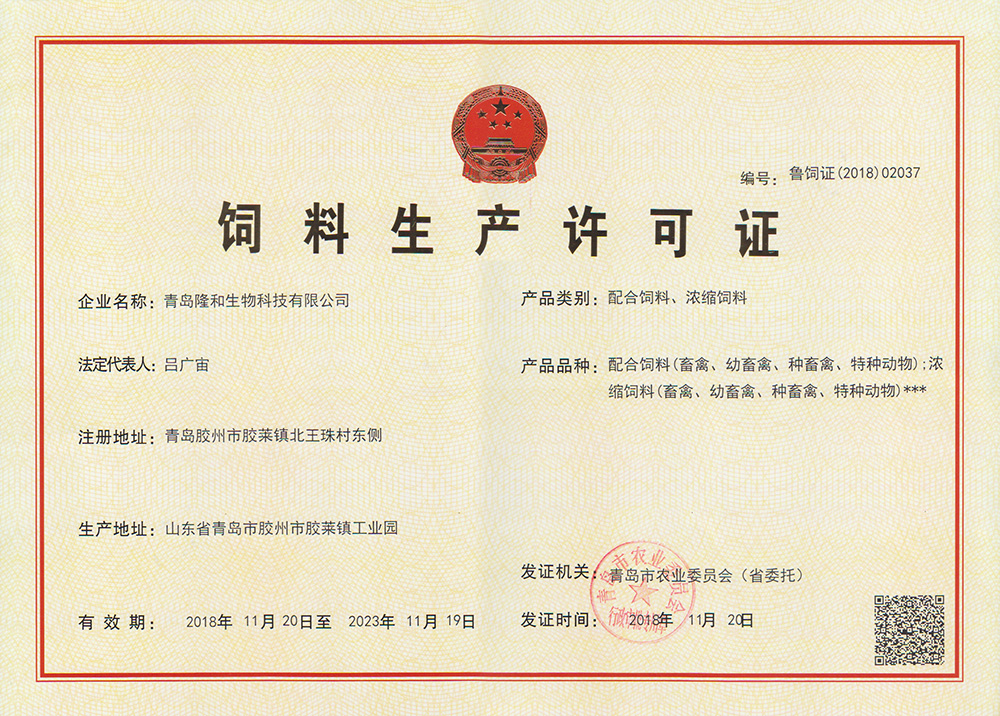 编号：鲁饲证(2018)02037
饲料生产许可证
企业名称：青岛隆和生物科技有限公司
产品类别：配合饲料、浓缩饲料
法定代表人：吕广宙
产品品种：配合饲料(畜禽、幼畜禽、种畜禽、特种动物);浓
缩饲料(畜禽、幼畜禽、种畜禽、特种动物)***
注册地址：青岛胶州市胶莱镇北王珠村东侧
生产地址：山东省青岛市胶州市胶莱镇工业园
发证机关：青岛市农业委员会（省委托）
有效期：2018年 11月 20日至 2023年 11月 19日
发证时间：2018年 11月 20日
青岛市农业委员会